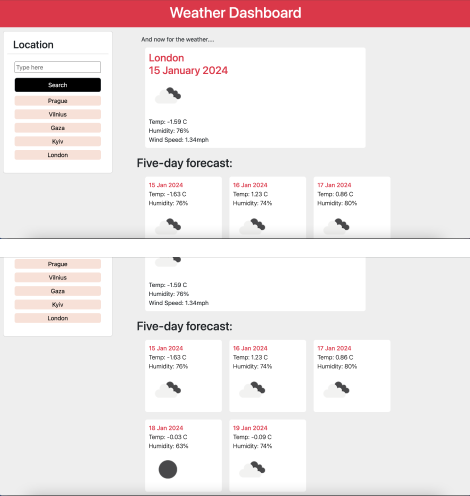 Weather Dashboard
Location
Type here
Search
Prague
Vilnius
Gaza
Kyiv
London
And now for the weather....
London
15 January 2024
Temp: -1.59 C
Humidity: 76%
Wind Speed: 1.34mph
Five-day forecast:
15 Jan 2024 16 Jan 2024 17 Jan 2024
Temp: -1.63 C Temp: 1.23 C Temp: 0.86 C
Humidity: 76% Humidity: 74% Humidity: 80%
Prague
Vilnius
Gaza
Kyiv
London
Temp: -1.59 C
Humidity: 76%
Wind Speed: 1.34mph
Five-day forecast:
15 Jan 2024 16 Jan 2024 17 Jan 2024
Temp: -1.63 C Temp: 1.23 C Temp: 0.86 C
Humidity: 76% Humidity: 74% Humidity: 80%
18 Jan 2024 19 Jan 2024
Temp: -0.03 C Temp: -0.09 C
Humidity: 63% Humidity: 74%